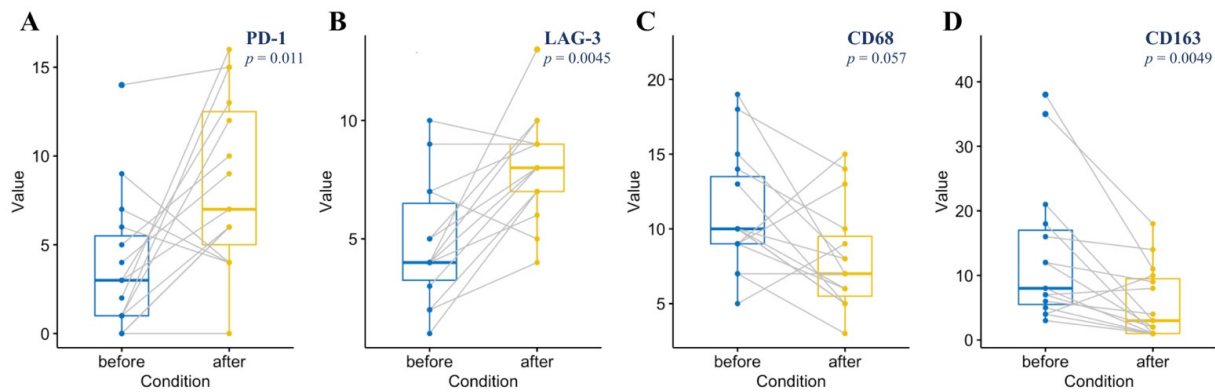 A
PD-1
p = 0.011
Value
15
10
5
0
before
after
Condition
B
LAG-3
p = 0.0045
Value
10
5
before
after
Condition
C
CD68
p = 0.057
Value
20
15
10
5
before
after
Condition
D
CD163
p = 0.0049
Value
40
30
20
10
0
before
after
Condition